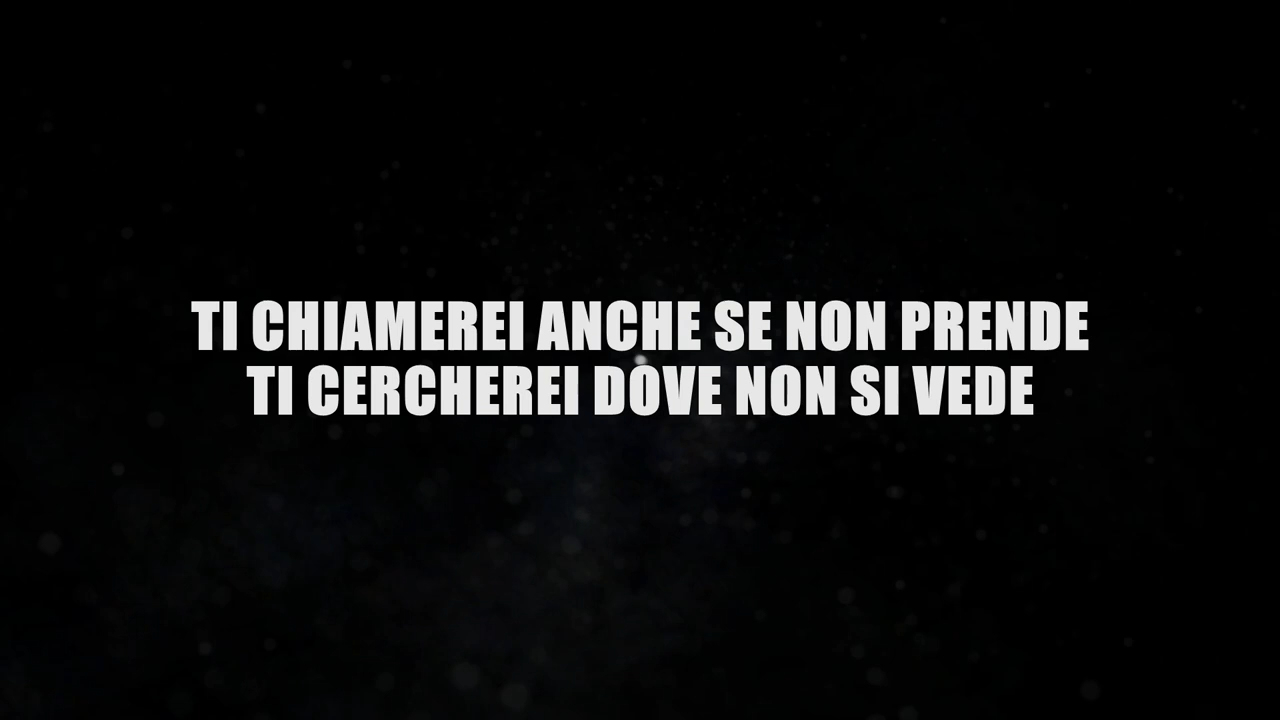 TI CHIAMEREI ANCHE SE NON PRENDE
TI CERCHEREI DOVE NON SI VEDE